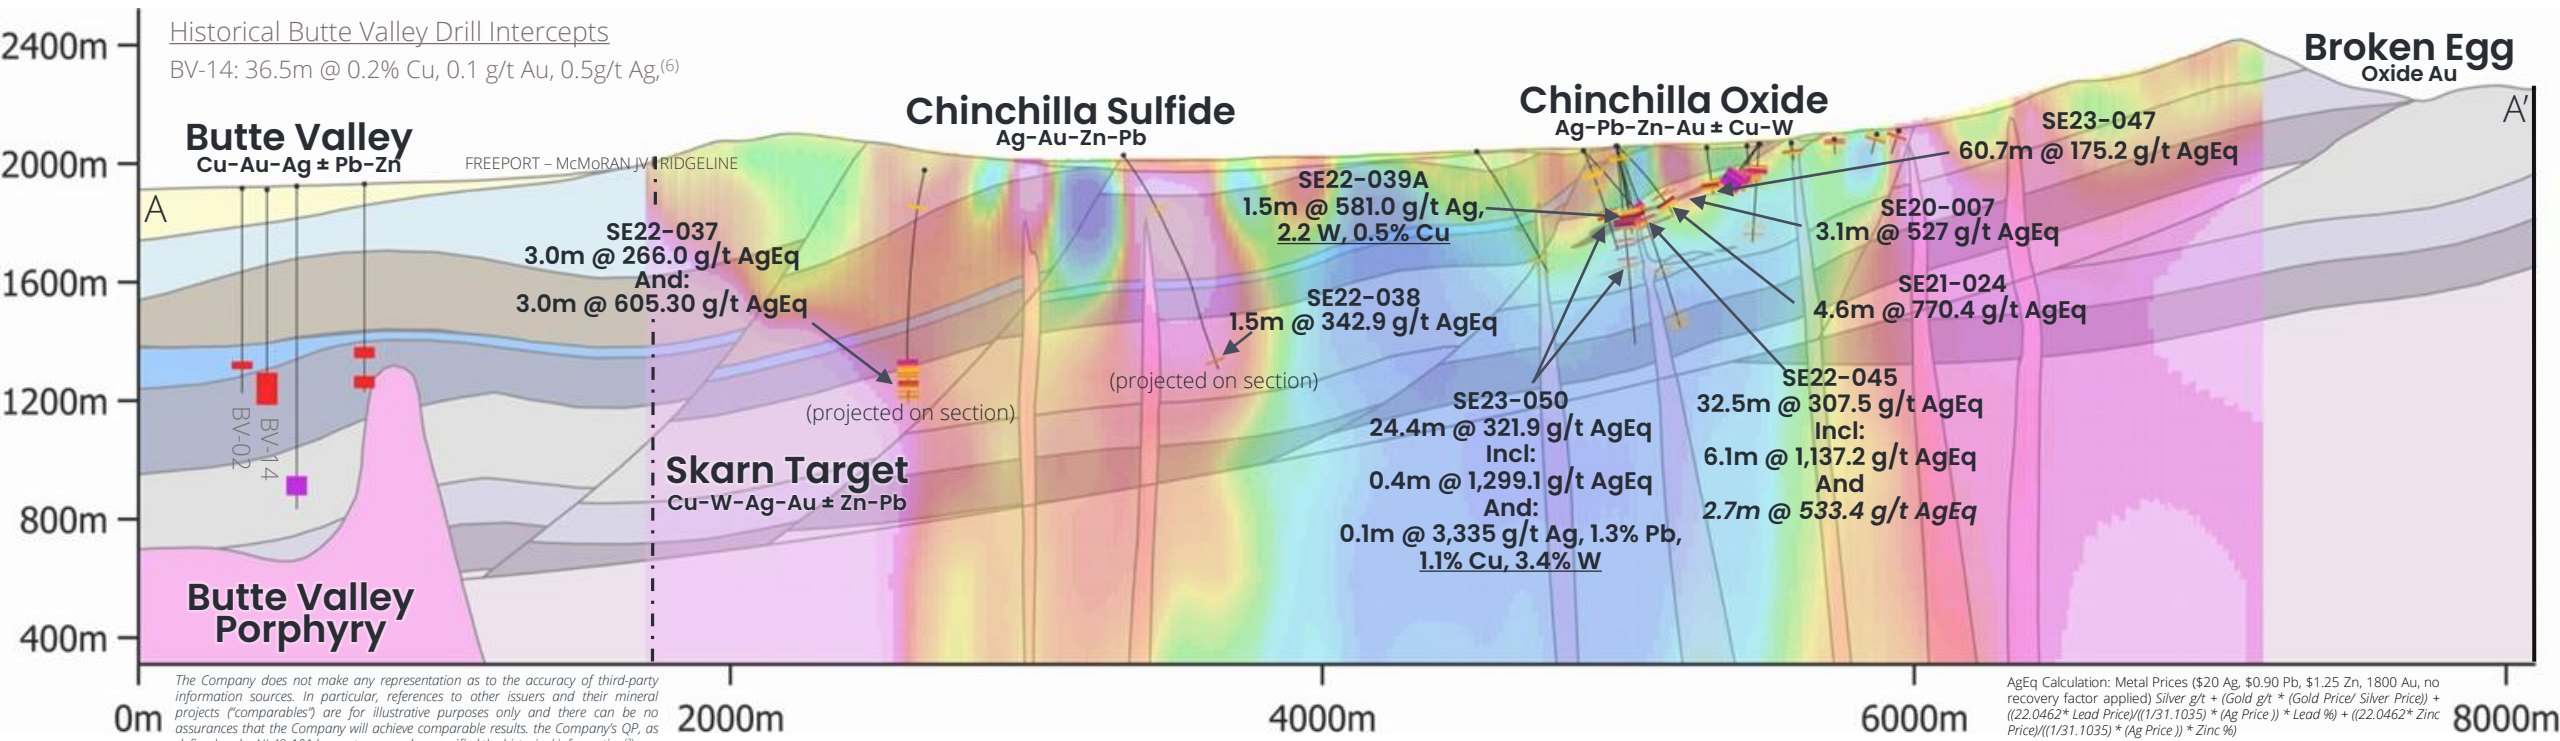 Historical Butte Valley Drill Intercepts
BV-14: 36.5m @ 0.2% Cu, 0.1 g/t Au, 0.5g/t Ag,(6)
2400m
2000m
1600m
1200m
800m
400m
Butte Valley
Cu-Au-Ag ± Pb-Zn
FREEPORT – McMoRAN JV
RIDGELINE
A
BV-02
BV-14
Butte Valley
Porphyry
SE22-037
3.0m @ 266.0 g/t AgEq
And:
3.0m @ 605.30 g/t AgEq
(projected on section)
Skarn Target
Cu-W-Ag-Au ± Zn-Pb
Chinchilla Sulfide
Ag-Au-Zn-Pb
SE22-039A
1.5m @ 581.0 g/t Ag,
2.2 W, 0.5% Cu
SE22-038
1.5m @ 342.9 g/t AgEq
(projected on section)
Chinchilla Oxide
Ag-Pb-Zn-Au ± Cu-W
SE23-050
24.4m @ 321.9 g/t AgEq
Incl:
0.4m @ 1,299.1 g/t AgEq
And:
0.1m @ 3,335 g/t Ag, 1.3% Pb,
1.1% Cu, 3.4% W
SE22-045
32.5m @ 307.5 g/t AgEq
Incl:
6.1m @ 1,137.2 g/t AgEq
And
2.7m @ 533.4 g/t AgEq
SE23-047
60.7m @ 175.2 g/t AgEq
SE20-007
3.1m @ 527 g/t AgEq
SE21-024
4.6m @ 770.4 g/t AgEq
Broken Egg
Oxide Au
A’
0m
2000m
4000m
6000m
8000m
The Company does not make any representation as to the accuracy of third-party
information sources. In particular, references to other issuers and their mineral
projects (“comparables”) are for illustrative purposes only and there can be no
assurances that the Company will achieve comparable results. the Company’s QP, as
AgEq Calculation: Metal Prices ($20 Ag, $0.90 Pb, $1.25 Zn, 1800 Au, no
recovery factor applied) Silver g/t + (Gold g/t * (Gold Price/ Silver Price)) +
((22.0462* Lead Price)/((1/31.1035) * (Ag Price )) * Lead %) + ((22.0462* Zinc
Price)/((1/31.1035) * (Ag Price )) * Zinc %)